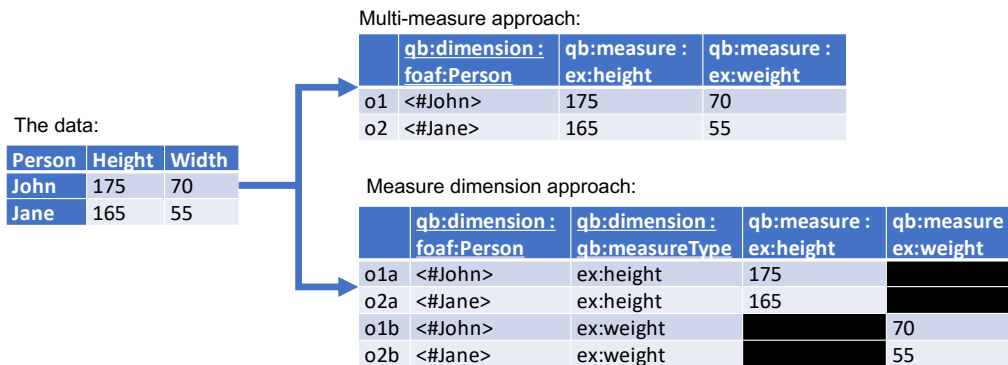 Multi-measure approach:
qb:dimension : qb:measure : qb:measure :
foaf:Person ex:height ex:weight
o1 <#John> 175 70
o2 <#Jane> 165 55
The data:
Person Height Width
John 175 70
Jane 165 55
Measure dimension approach:
qb:dimension : qb:dimension : qb:measure : qb:measure
foaf:Person qb:measureType ex:height ex:weight
o1a <#John> ex:height 175
o2a <#Jane> ex:height 165
o1b <#John> ex:weight 70
o2b <#Jane> ex:weight 55